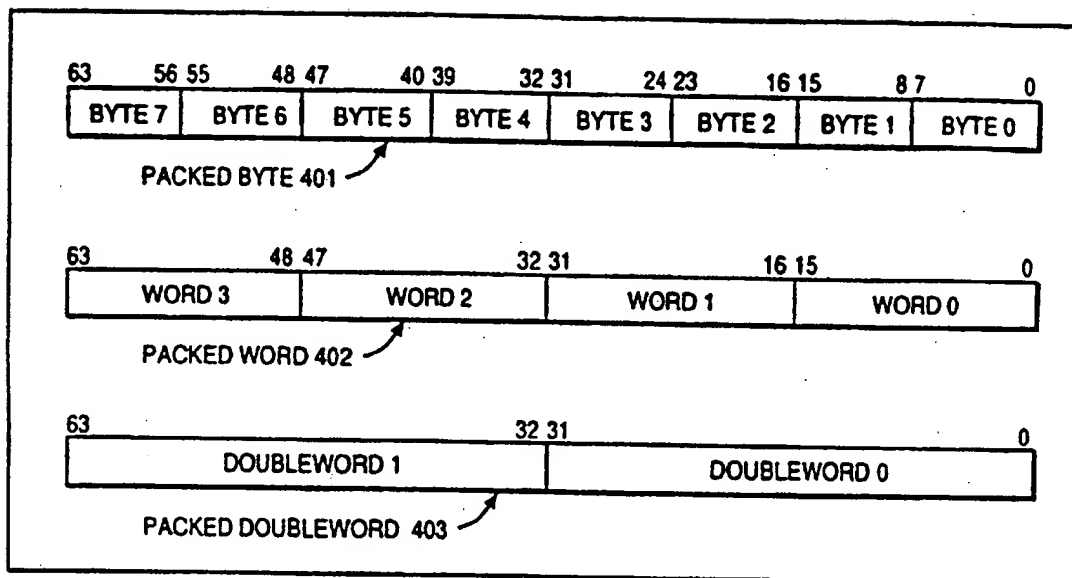 63 56 55 48 47 40 39 32 31 24 23 16 15 8 7 0
BYTE 7 BYTE 6 BYTE 5 BYTE 4 BYTE 3 BYTE 2 BYTE 1 BYTE 0
PACKED BYTE 401
63 48 47 32 31 16 15 0
WORD 3 WORD 2 WORD 1 WORD 0
PACKED WORD 402
63 32 31 0
DOUBLEWORD 1 DOUBLEWORD 0
PACKED DOUBLEWORD 403